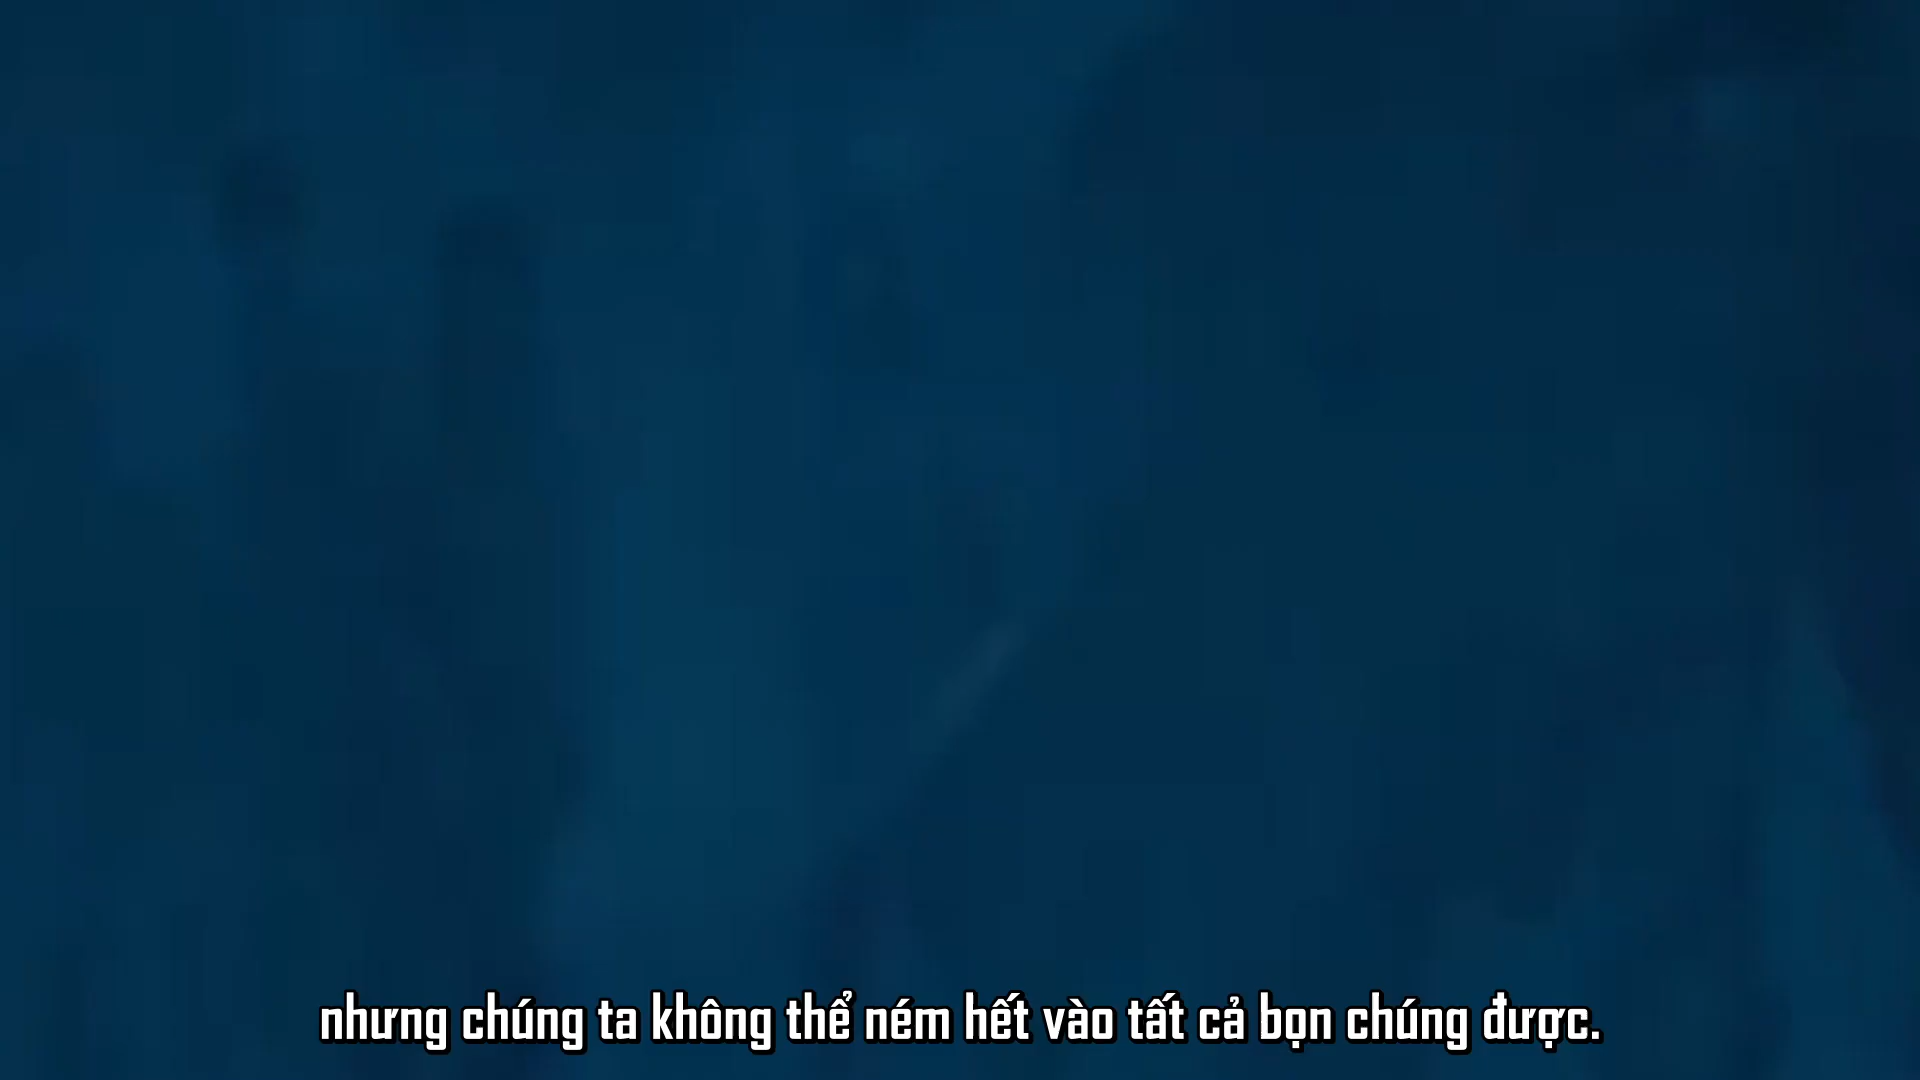 nhưng chúng ta không thể ném hết vào tất cả bọn chúng được.